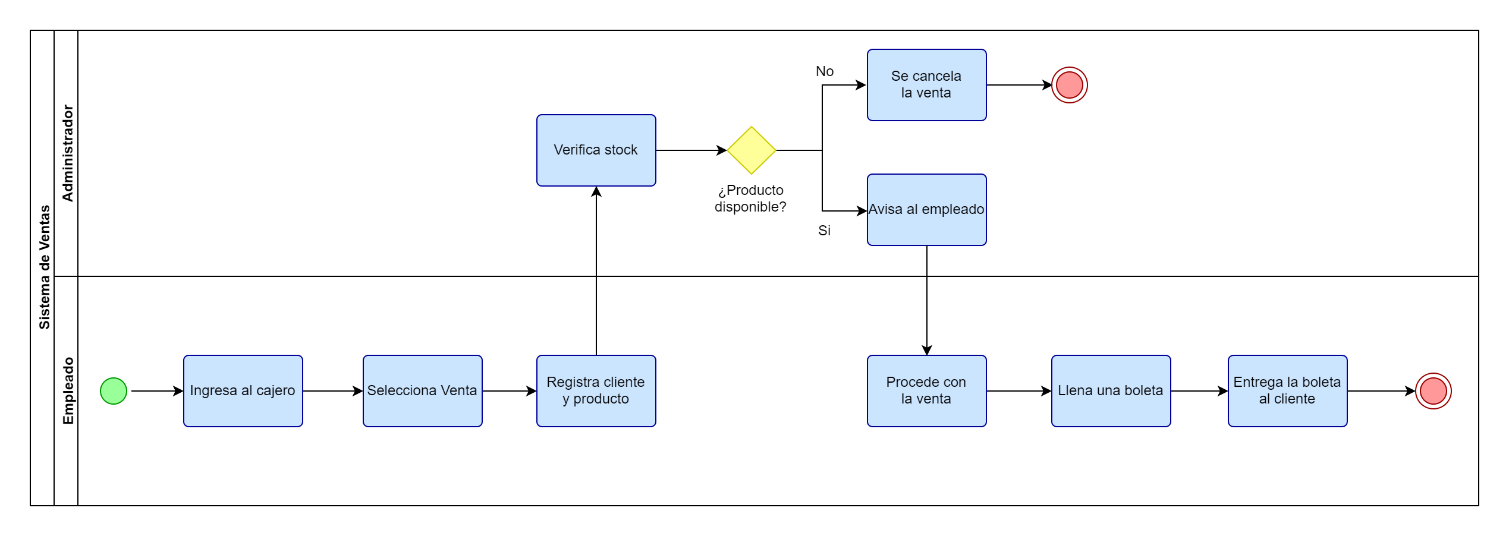 Sistema de Ventas
Administrador
Verifica stock
¿Producto
disponible?
No
Se cancela
la venta
Si
Avisa al empleado
Empleado
Ingresa al cajero
Selecciona Venta
Registra cliente
y producto
Procede con
la venta
Llena una boleta
Entrega la boleta
al cliente